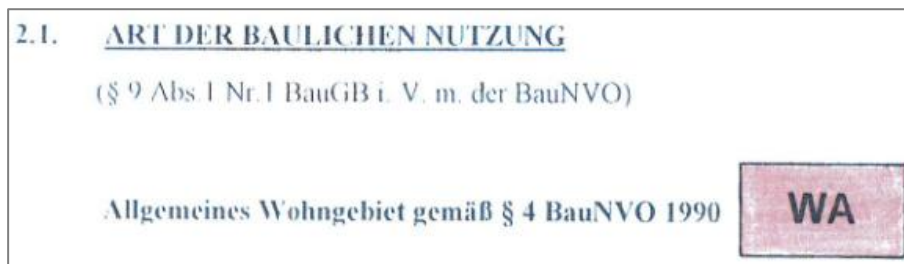 2.1. ART DER BAULICHEN NUTZUNG
(§ 9 Abs.1 Nr.1 BauGB i. V. m. der BauNVO)
Allgemeines Wohngebiet gemäß § 4 BauNVO 1990 WA